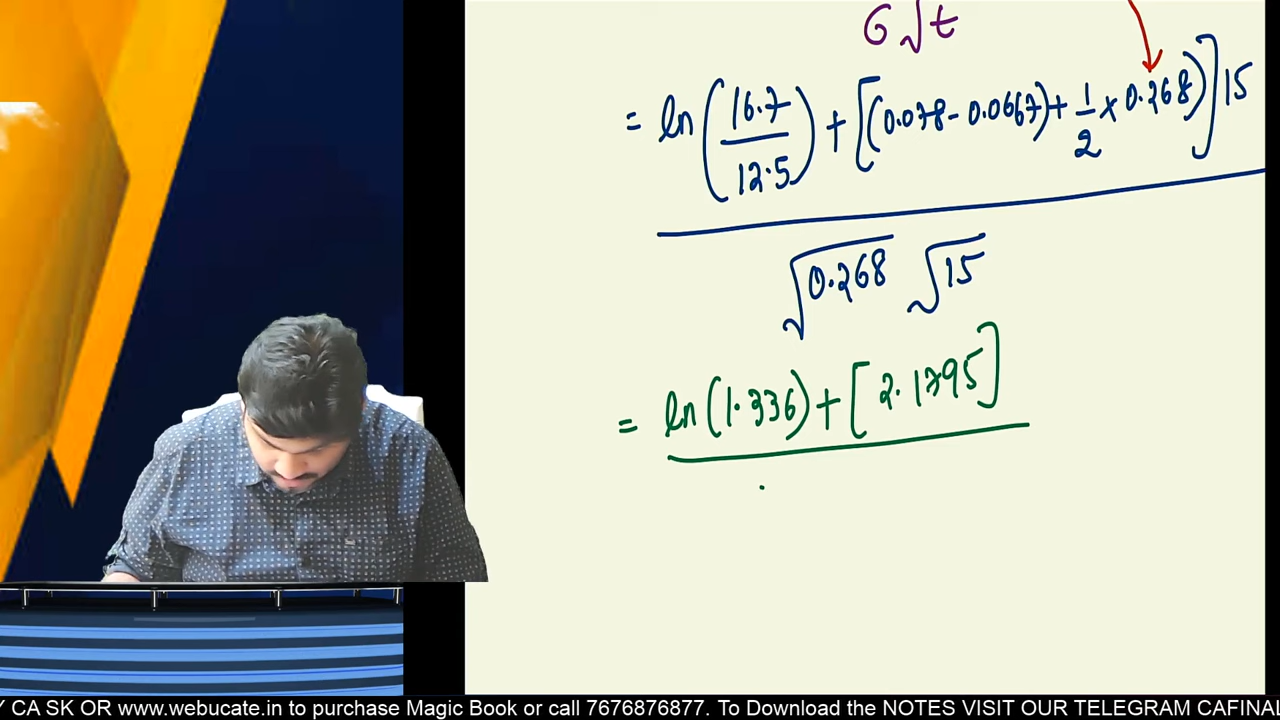 σ√t
= ln(16.7/12.5) + [(0.078 - 0.0667) + 1/2 × 0.268)] 15
√0.268 √15
= ln(1.336) + [2.1795]
Y CA SK OR www.webucate.in to purchase Magic Book or call 7676876877. To Download the NOTES VISIT OUR TELEGRAM CAFINAL